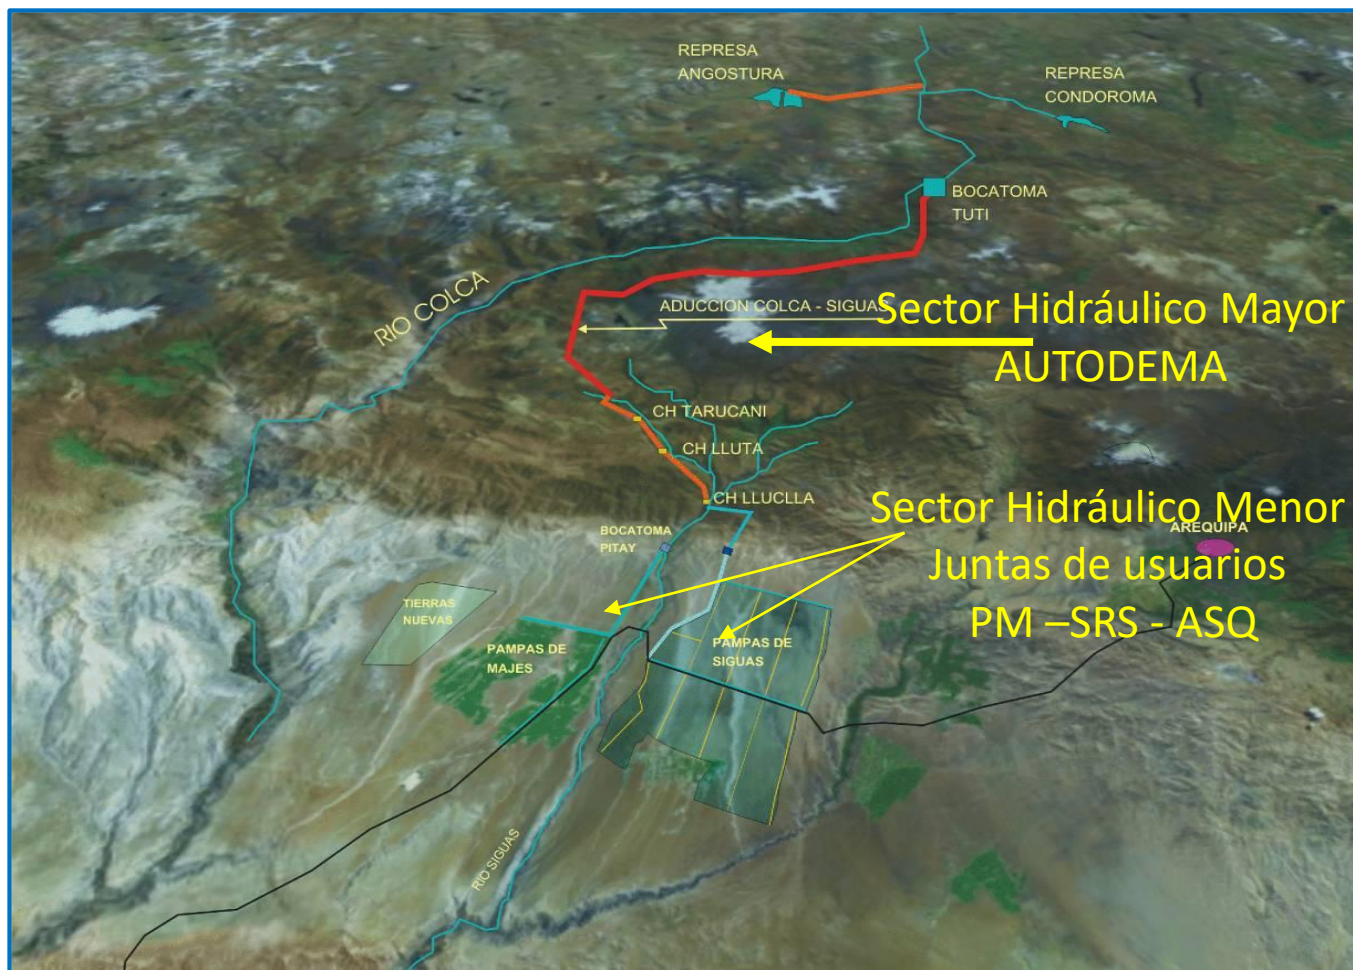 REPRESA
ANGOSTURA
REPRESA
CONDOROMA
BOCATOMA
TUTI
RIO COLCA
ADUCCION COLCA - SIGUAS
Sector Hidráulico Mayor
AUTODEMA
CH TARUCANI
CH LLUTA
CH LLUCLLA
Sector Hidráulico Menor
Juntas de usuarios
PM –SRS - ASQ
AREQUIPA
BOCATOMA
PITAY
TIERRAS
NUEVAS
PAMPAS DE
MAJES
PAMPAS DE
SIGUAS
RIO SIGUAS